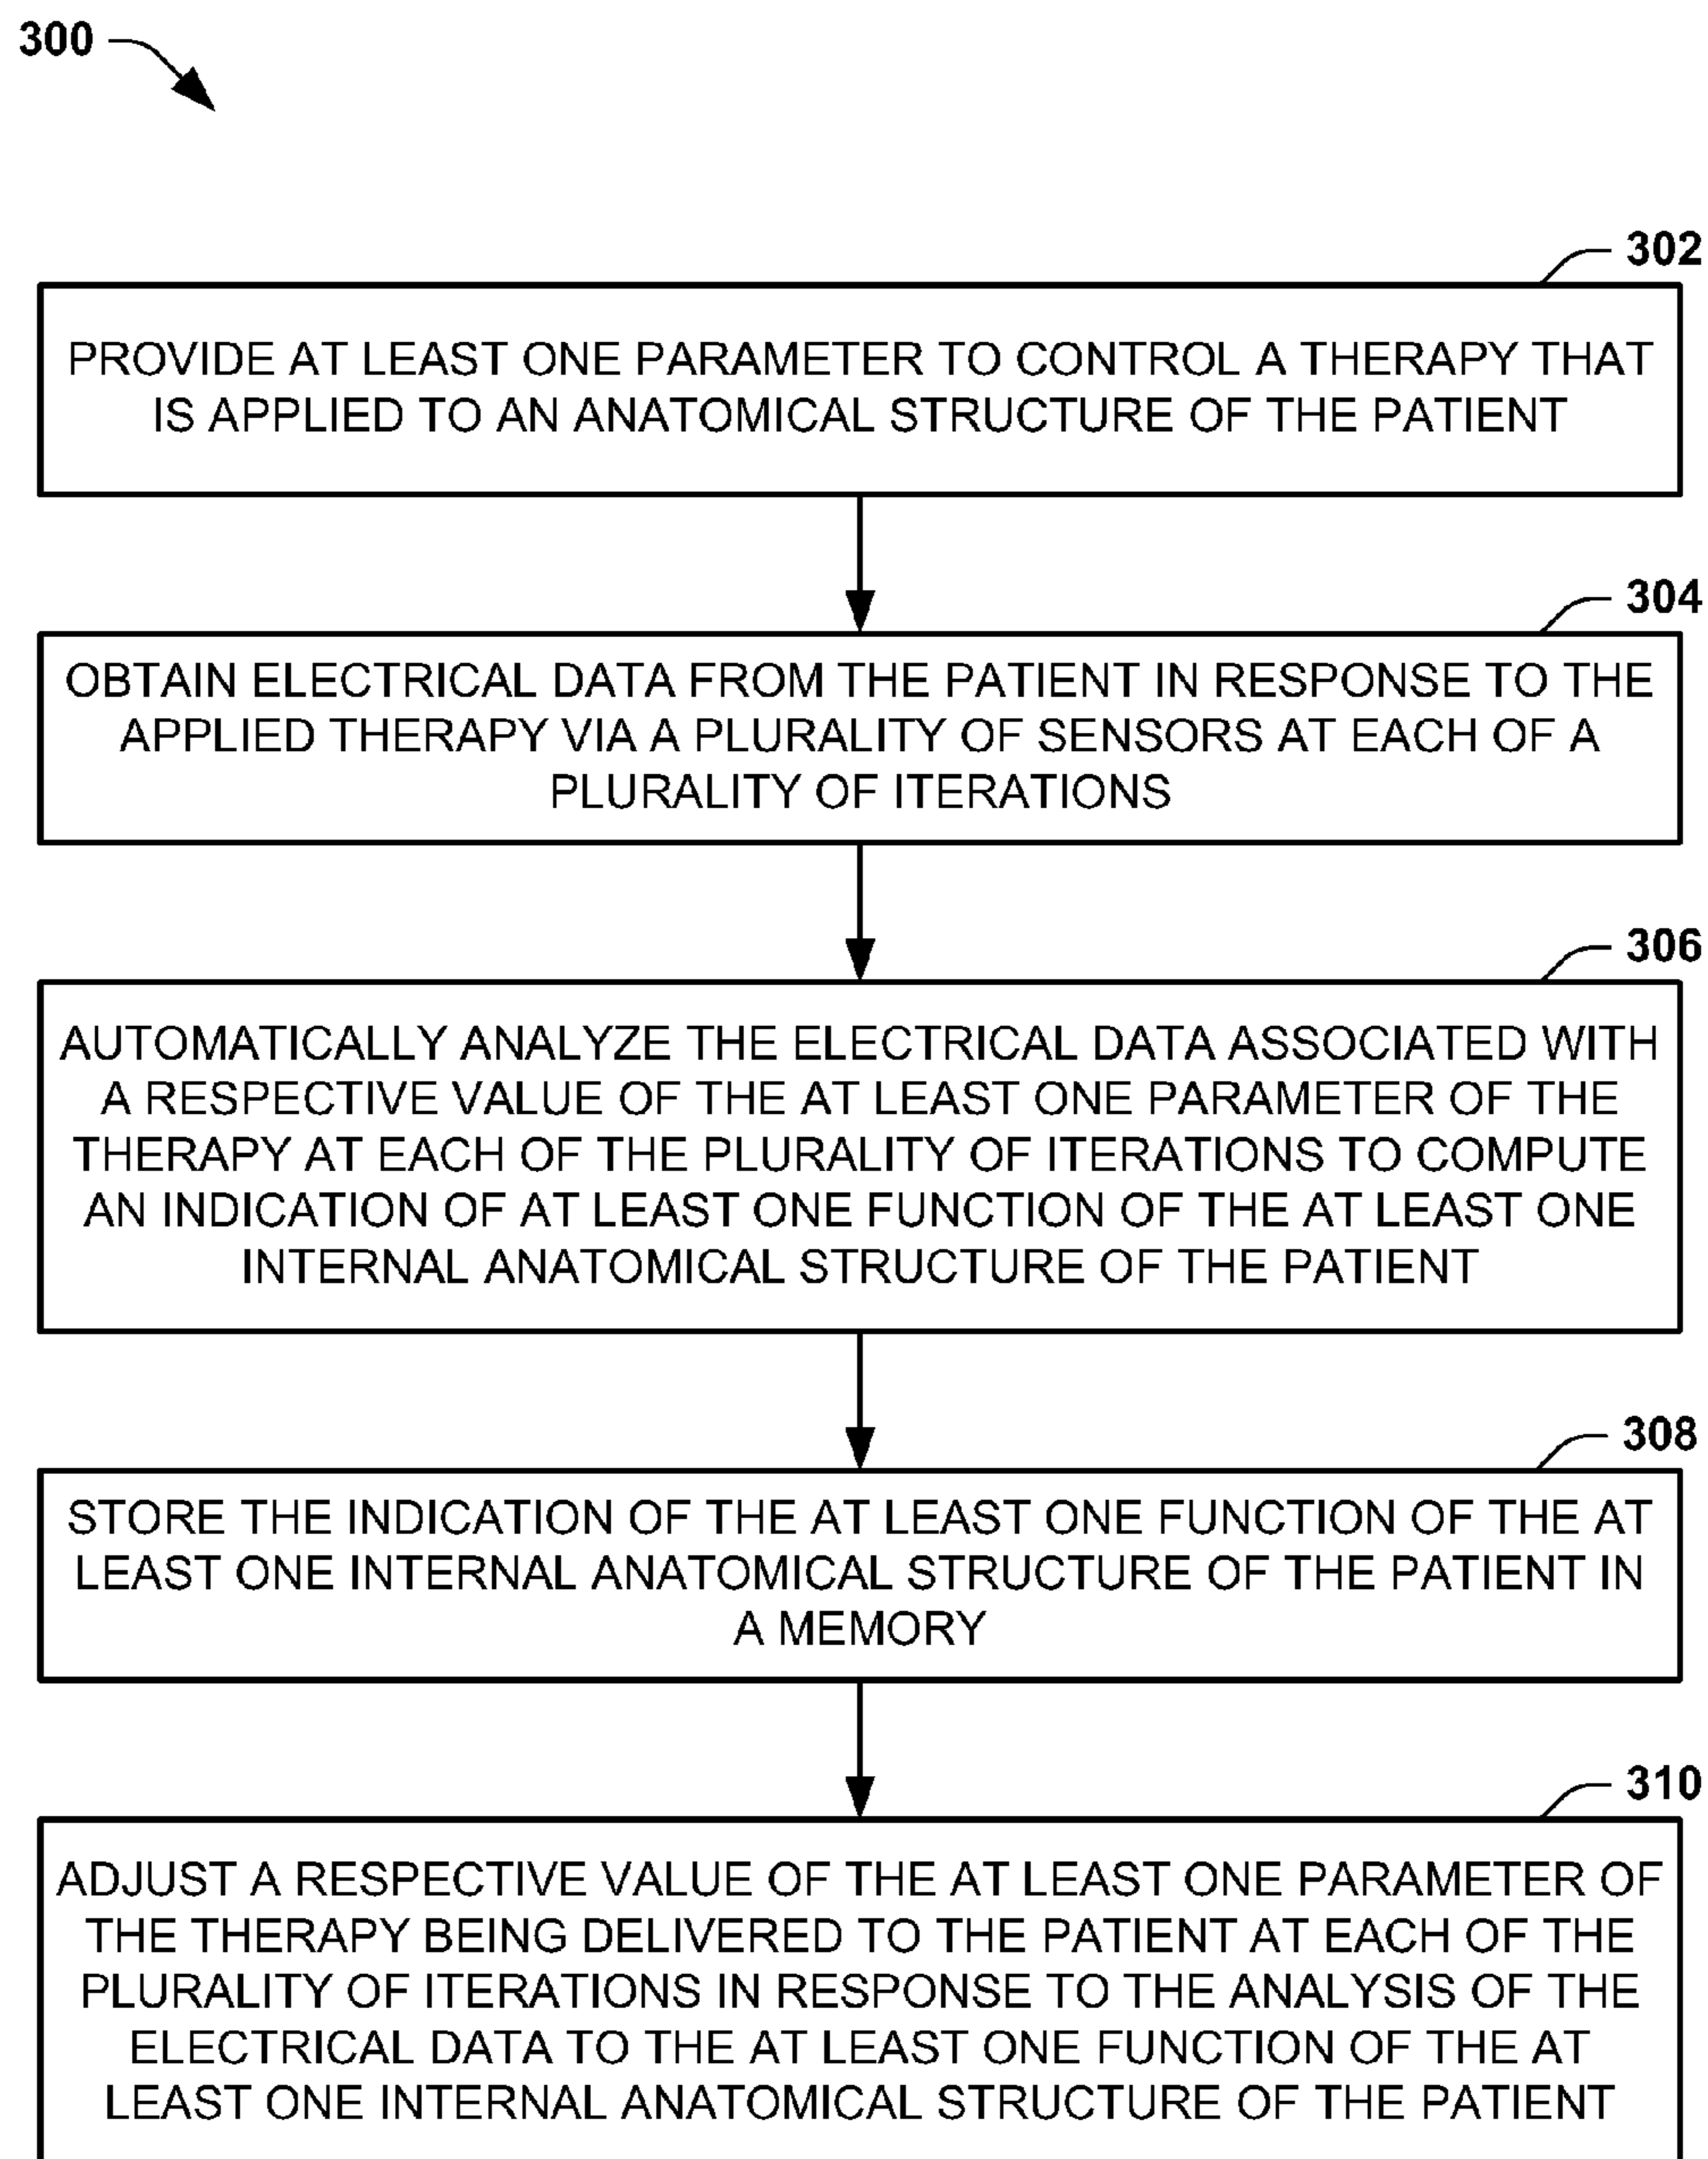 300
302
PROVIDE AT LEAST ONE PARAMETER TO CONTROL A THERAPY THAT
IS APPLIED TO AN ANATOMICAL STRUCTURE OF THE PATIENT
304
OBTAIN ELECTRICAL DATA FROM THE PATIENT IN RESPONSE TO THE
APPLIED THERAPY VIA A PLURALITY OF SENSORS AT EACH OF A
PLURALITY OF ITERATIONS
306
AUTOMATICALLY ANALYZE THE ELECTRICAL DATA ASSOCIATED WITH
A RESPECTIVE VALUE OF THE AT LEAST ONE PARAMETER OF THE
THERAPY AT EACH OF THE PLURALITY OF ITERATIONS TO COMPUTE
AN INDICATION OF AT LEAST ONE FUNCTION OF THE AT LEAST ONE
INTERNAL ANATOMICAL STRUCTURE OF THE PATIENT
308
STORE THE INDICATION OF THE AT LEAST ONE FUNCTION OF THE AT
LEAST ONE INTERNAL ANATOMICAL STRUCTURE OF THE PATIENT IN
A MEMORY
310
ADJUST A RESPECTIVE VALUE OF THE AT LEAST ONE PARAMETER OF
THE THERAPY BEING DELIVERED TO THE PATIENT AT EACH OF THE
PLURALITY OF ITERATIONS IN RESPONSE TO THE ANALYSIS OF THE
ELECTRICAL DATA TO THE AT LEAST ONE FUNCTION OF THE AT
LEAST ONE INTERNAL ANATOMICAL STRUCTURE OF THE PATIENT